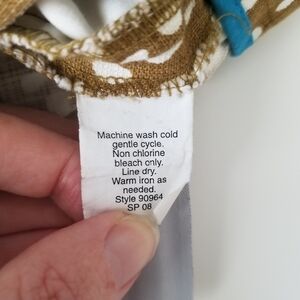 Machine wash cold
gentle cycle.
Non chlorine
bleach only.
Line dry.
Warm iron as
needed.
Style 90964
SP 08